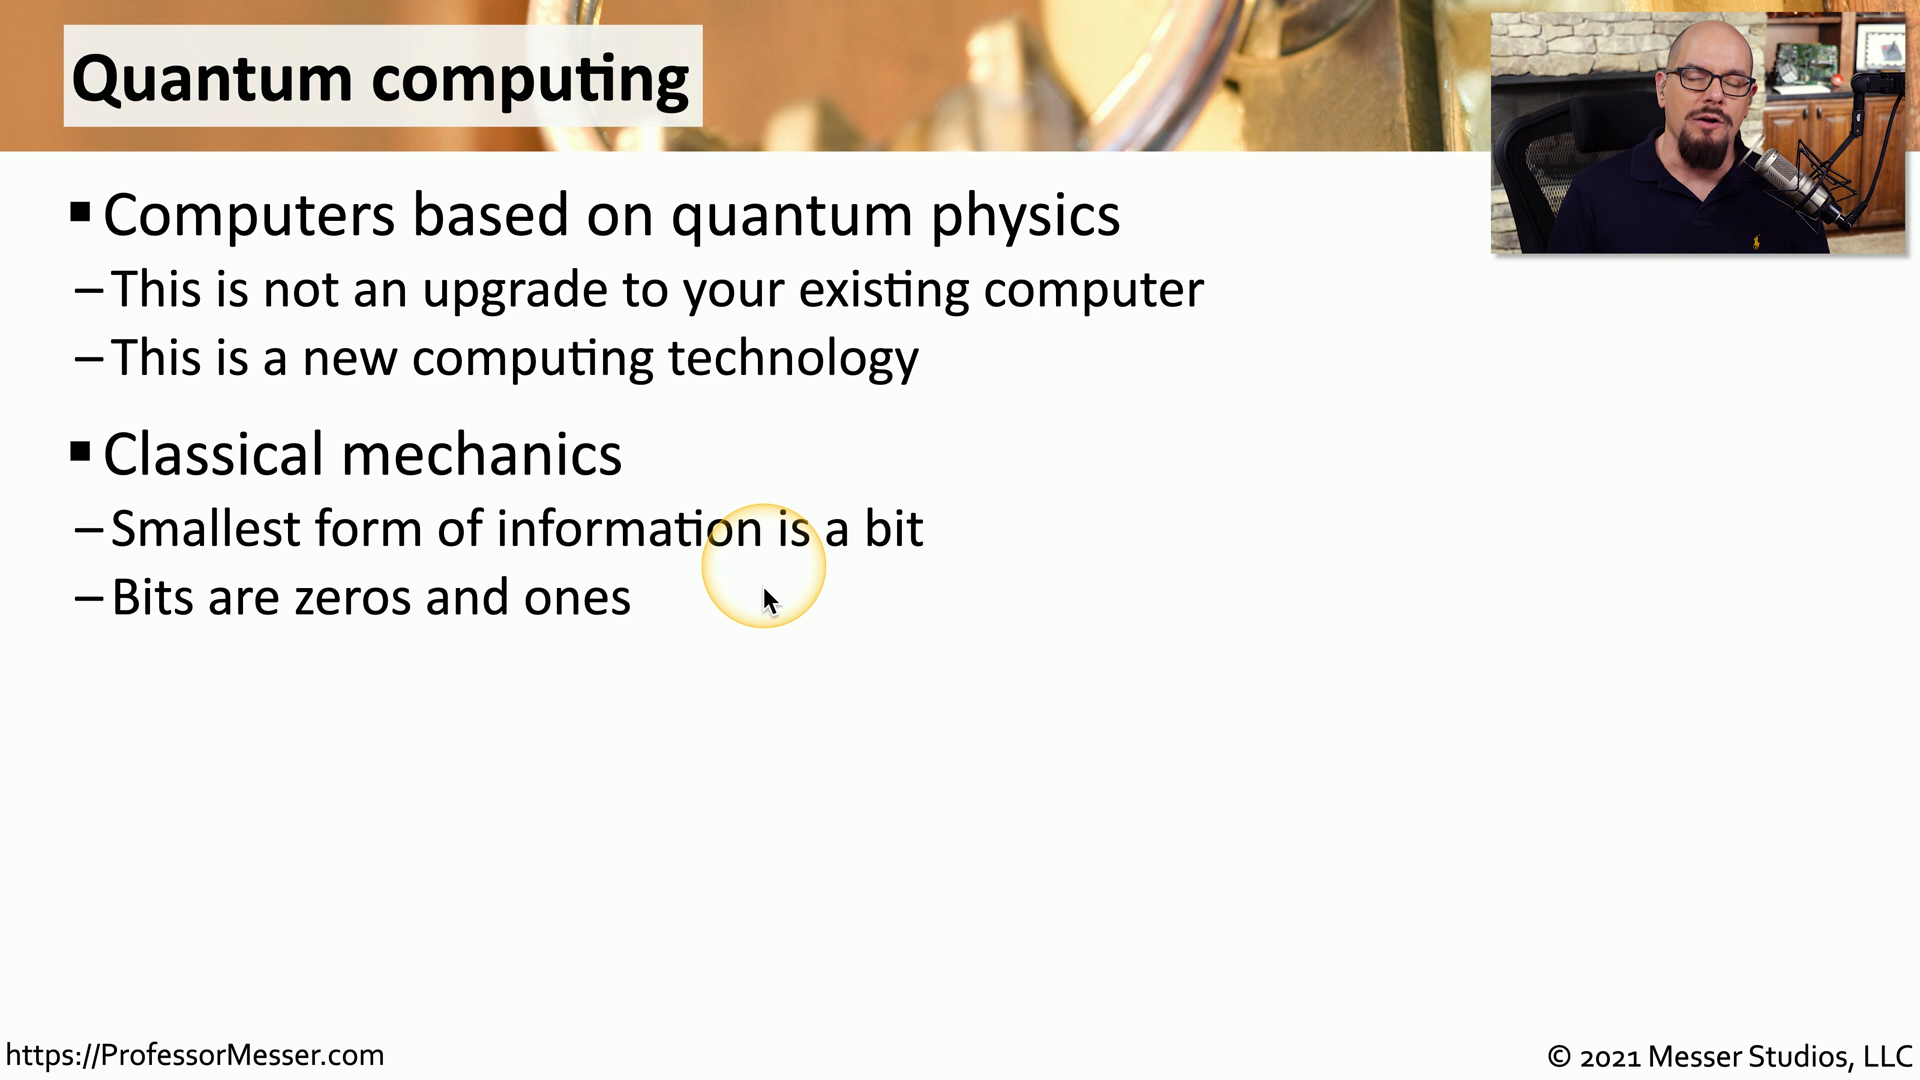 Quantum computing
▪ Computers based on quantum physics
– This is not an upgrade to your existing computer
– This is a new computing technology
▪ Classical mechanics
– Smallest form of information is a bit
– Bits are zeros and ones
https://ProfessorMesser.com
© 2021 Messer Studios, LLC